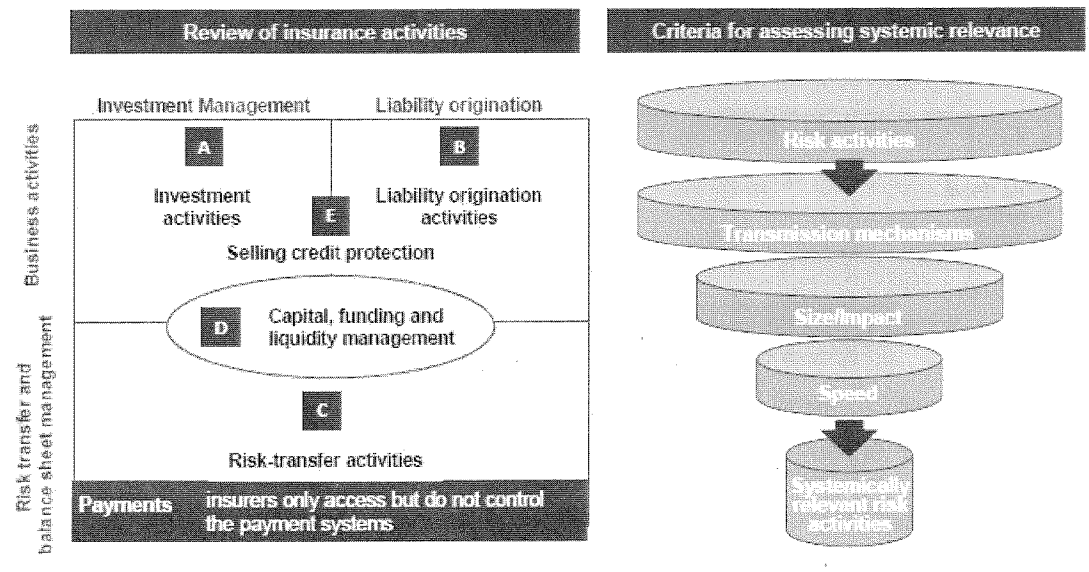 Review of insurance activities
Criteria for assessing systemic relevance
Investment Management
Liability origination
Business activities
A
B
Investment
activities
Liability origination
activities
E
Selling credit protection
D
Capital, funding and
liquidity management
Risk transfer and
balance sheet management
C
Risk-transfer activities
Payments
insurers only access but do not control
the payment systems
Risk activities
Transmission mechanisms
Size/Impact
Speed
Systemically
relevant risk
activities